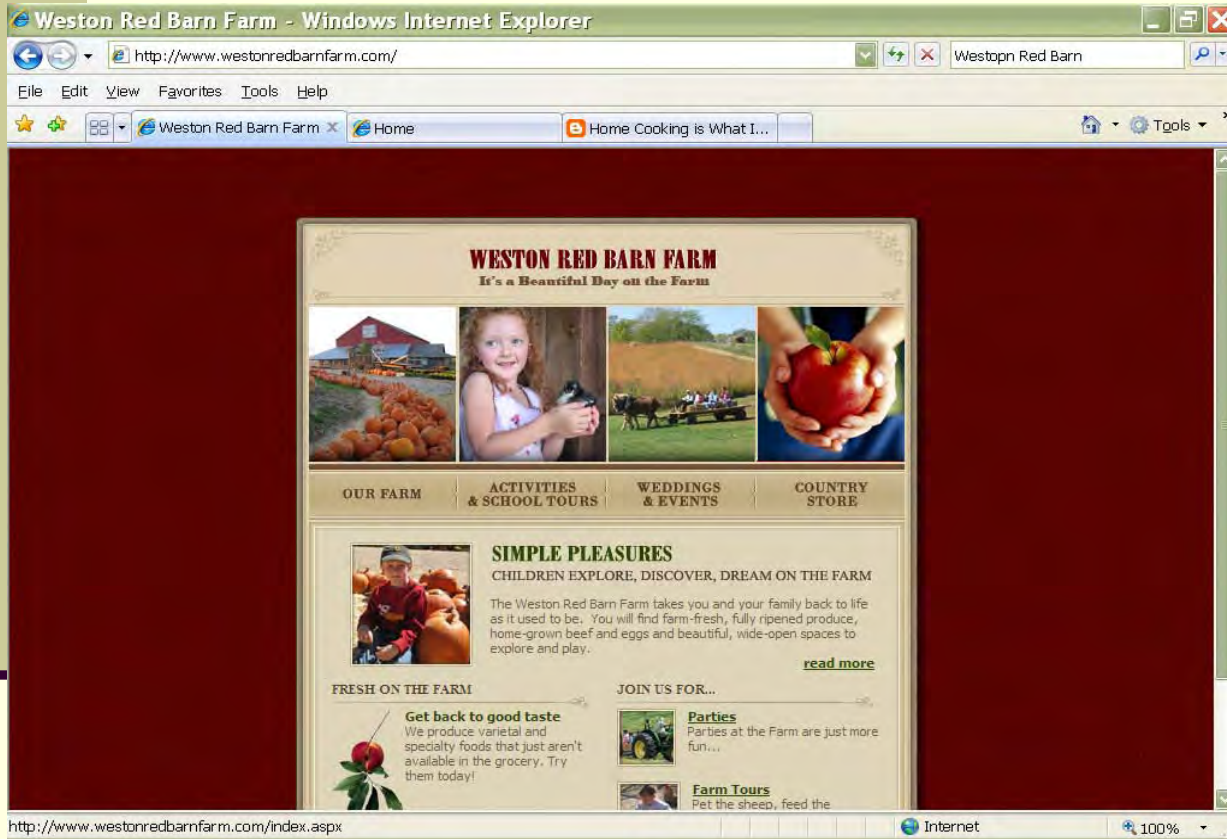 Weston Red Barn Farm - Windows Internet Explorer
http://www.westonredbarnfarm.com/
Westopn Red Barn
File Edit View Favorites Tools Help
Weston Red Barn Farm
Home
Home Cooking is What I...
Tools
WESTON RED BARN FARM
It's a Beautiful Day on the Farm
OUR FARM
ACTIVITIES
& SCHOOL TOURS
WEDDINGS
& EVENTS
COUNTRY
STORE
SIMPLE PLEASURES
CHILDREN EXPLORE, DISCOVER, DREAM ON THE FARM
The Weston Red Barn Farm takes you and your family back to life
as it used to be. You will find farm-fresh, fully ripened produce,
home-grown beef and eggs and beautiful, wide-open spaces to
explore and play.
read more
FRESH ON THE FARM
Get back to good taste
We produce varietal and
specialty foods that just aren't
available in the grocery. Try
them today!
JOIN US FOR...
Parties
Parties at the Farm are just more
fun...
Farm Tours
Pet the sheep, feed the
http://www.westonredbarnfarm.com/index.aspx
Internet
100%